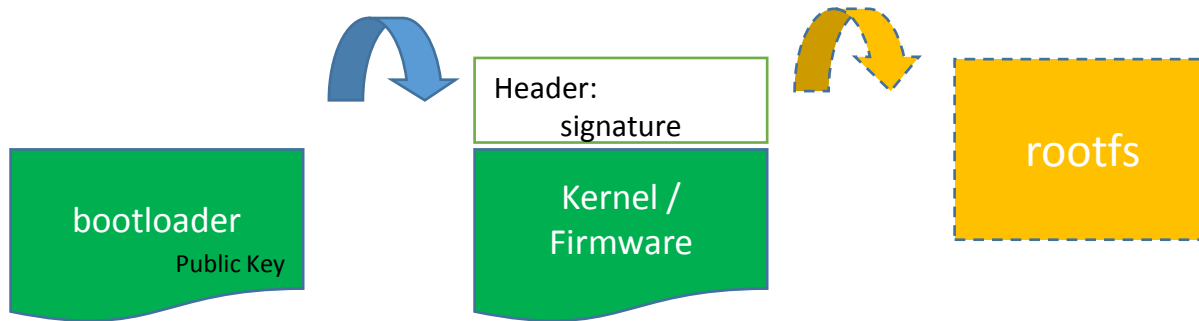 bootloader
Public Key
Header:
signature
Kernel /
Firmware
rootfs